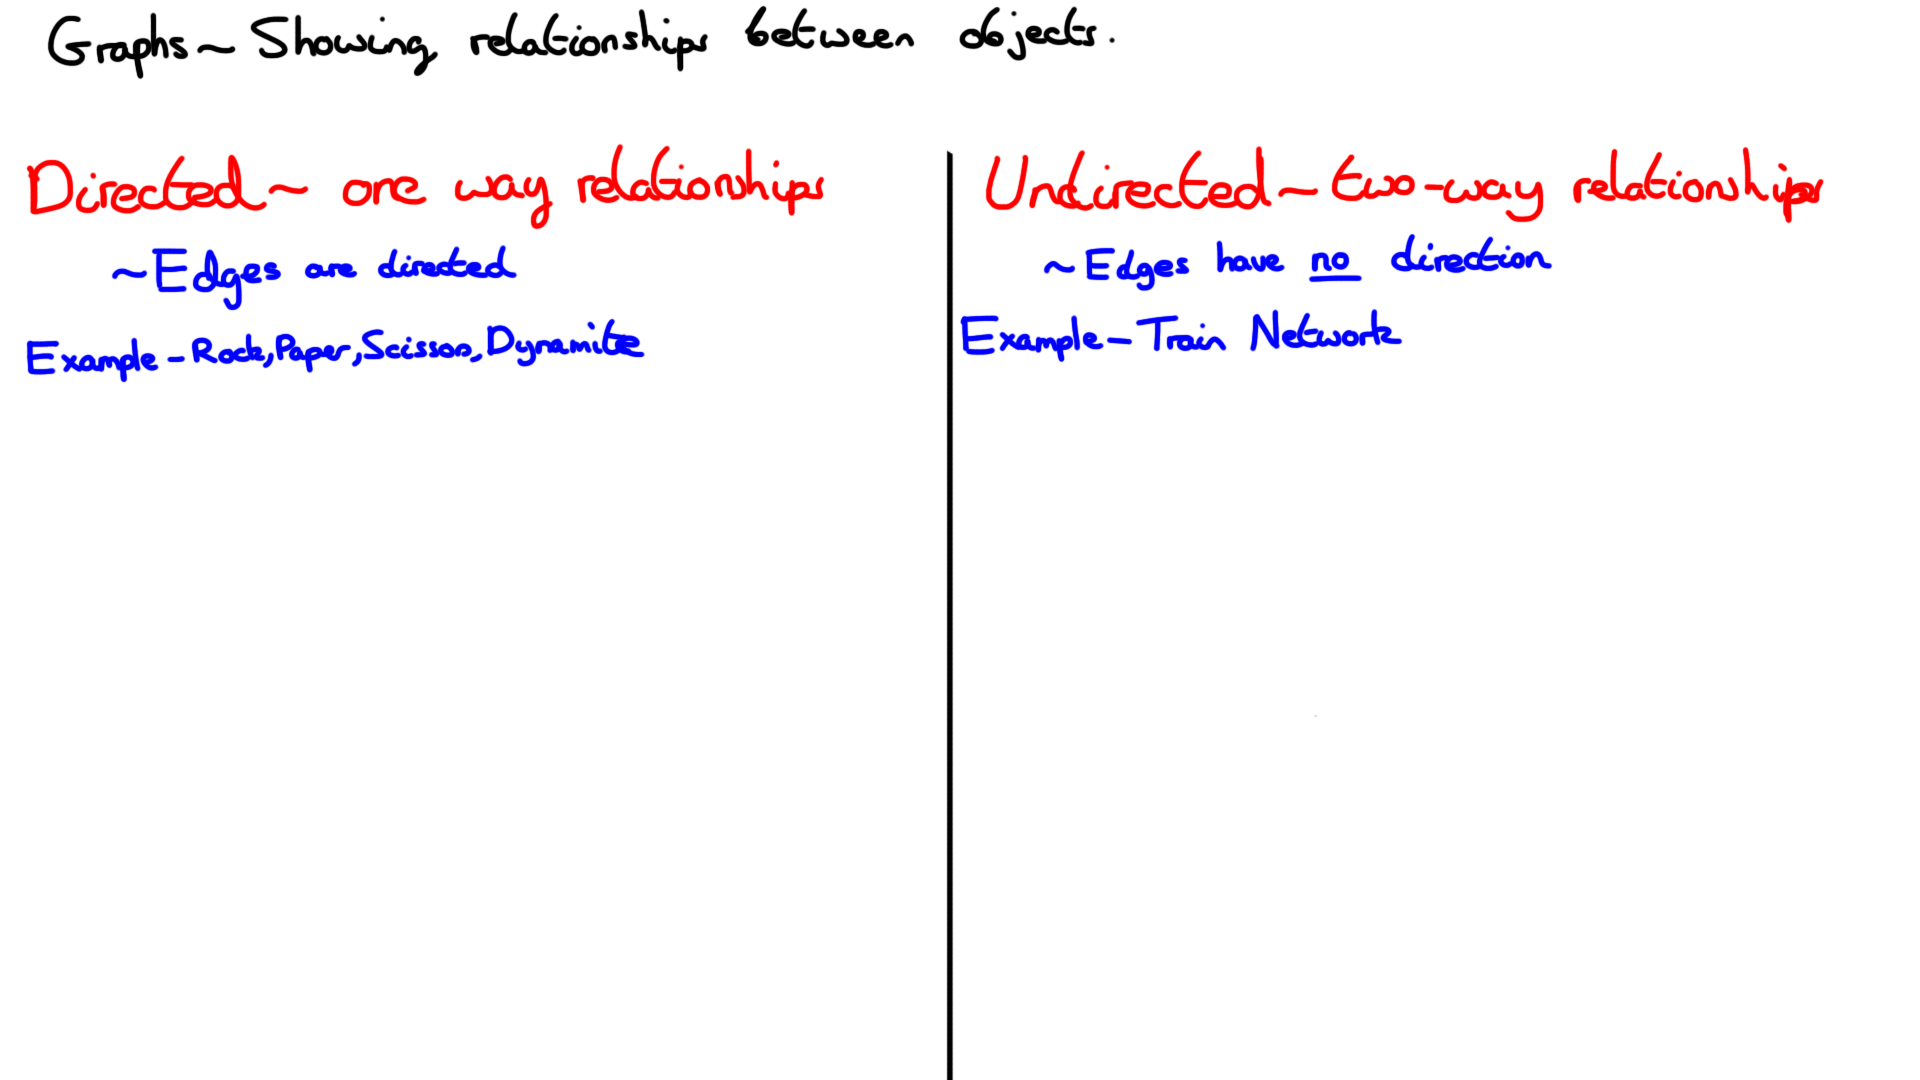 Graphs ~ Showing relationships between objects.
Directed ~ one way relationships
~ Edges are directed
Example - Rock, Paper, Scissors, Dynamite
Undirected ~ two-way relationships
~ Edges have no direction
Example - Train Network